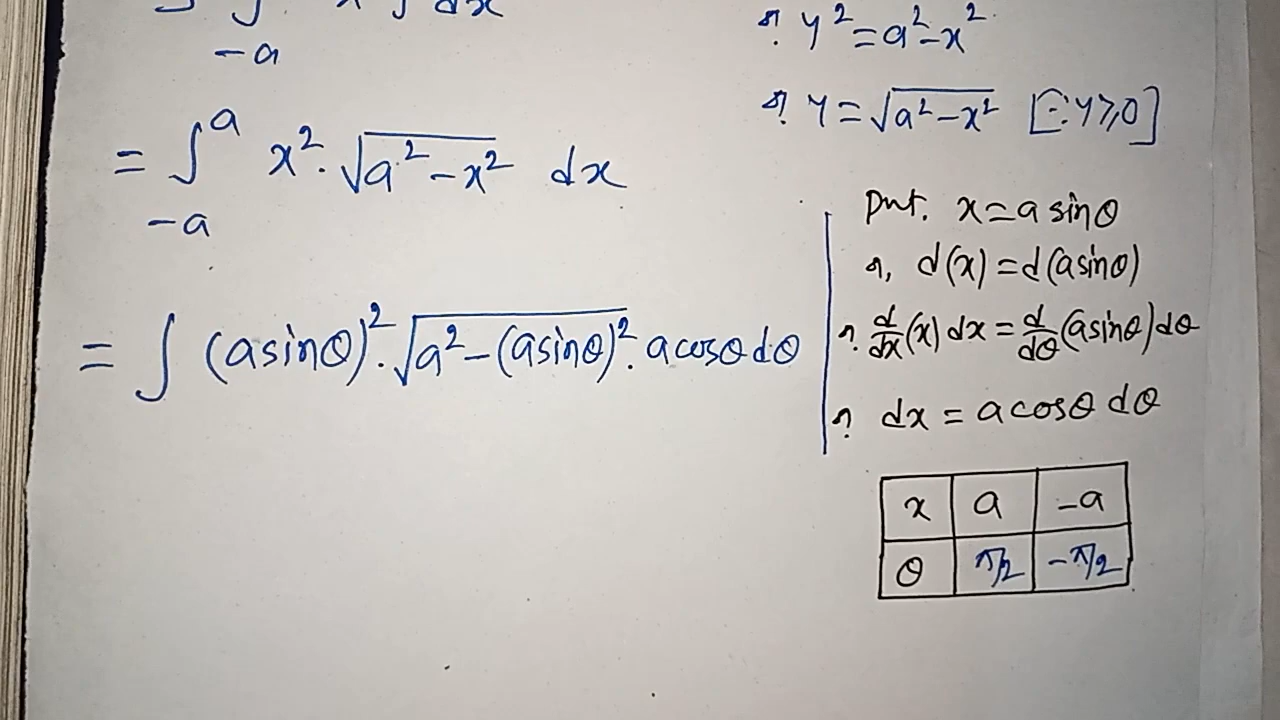 -a
= ∫_{-a}^{a} x². √(a²-x²) dx
= ∫ (a sinθ)². √(a²-(a sinθ)²). a cosθ dθ
y² = a²-x²
y = √(a²-x²) [∵ y ≥ 0]
put. x = a sinθ
d(x) = d(a sinθ)
d/dx (x) dx = d/dθ (a sinθ) dθ
dx = a cosθ dθ
x a -a
θ π/2 -π/2